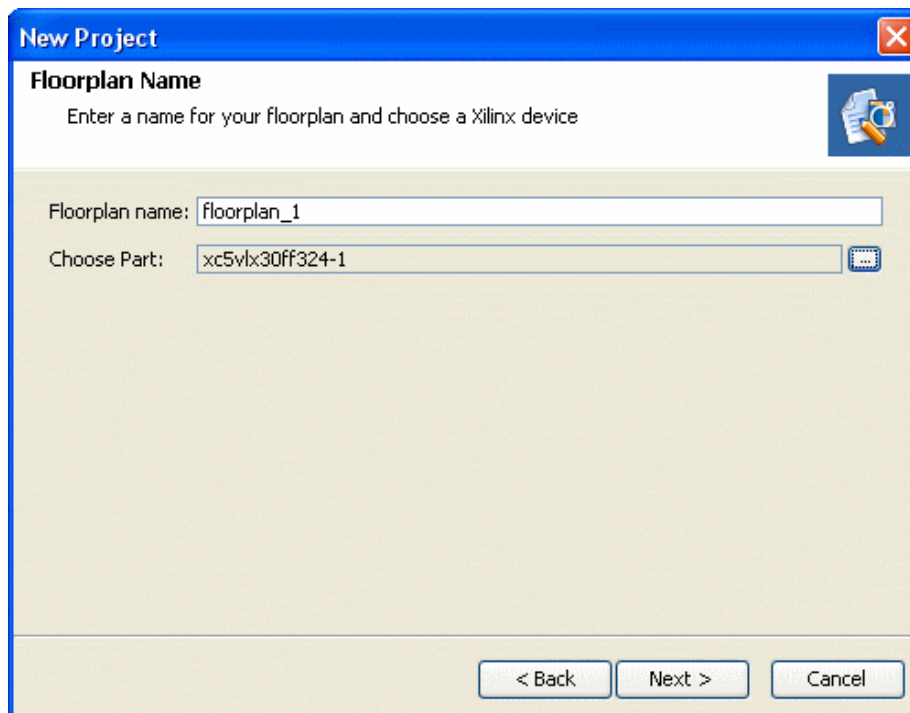 New Project
Floorplan Name
Enter a name for your floorplan and choose a Xilinx device
Floorplan name: floorplan_1
Choose Part: xc5vlx30ff324-1 ...
< Back Next > Cancel